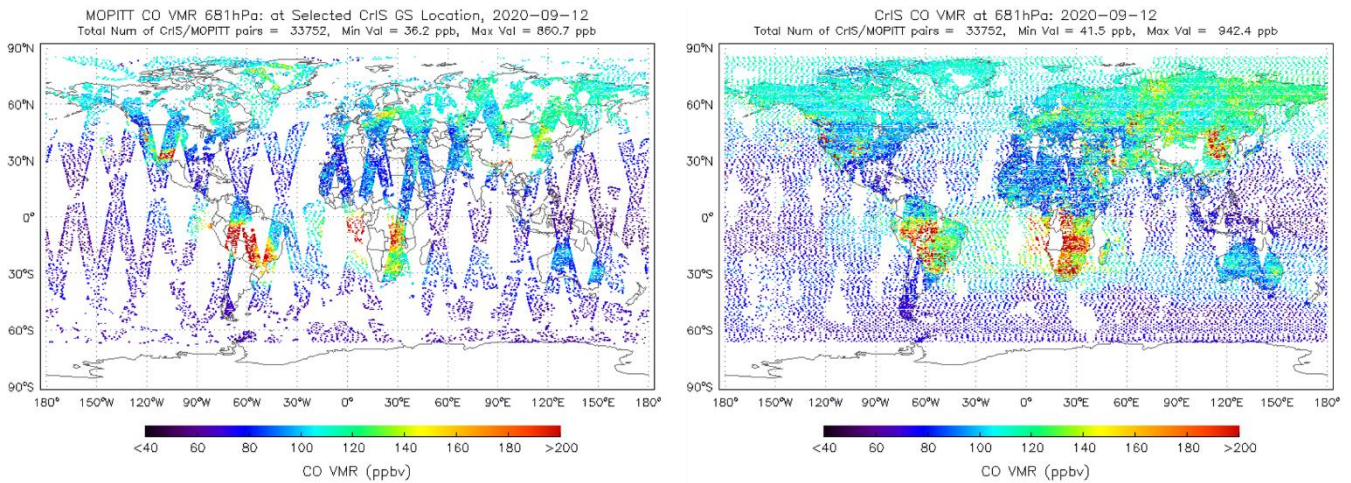 MOPITT CO VMR 681hPa: at Selected CrIS GS Location, 2020-09-12
Total Num of CrIS/MOPITT pairs = 33752, Min Val = 36.2 ppb, Max Val = 860.7 ppb
90°N
60°N
30°N
0°
30°S
60°S
90°S
180° 150°W 120°W 90°W 60°W 30°W 0° 30°E 60°E 90°E 120°E 150°E 180°
<40 60 80 100 120 140 160 180 >200
CO VMR (ppbv)
CrIS CO VMR at 681hPa: 2020-09-12
Total Num of CrIS/MOPITT pairs = 33752, Min Val = 41.5 ppb, Max Val = 942.4 ppb
90°N
60°N
30°N
0°
30°S
60°S
90°S
180° 150°W 120°W 90°W 60°W 30°W 0° 30°E 60°E 90°E 120°E 150°E 180°
<40 60 80 100 120 140 160 180 >200
CO VMR (ppbv)